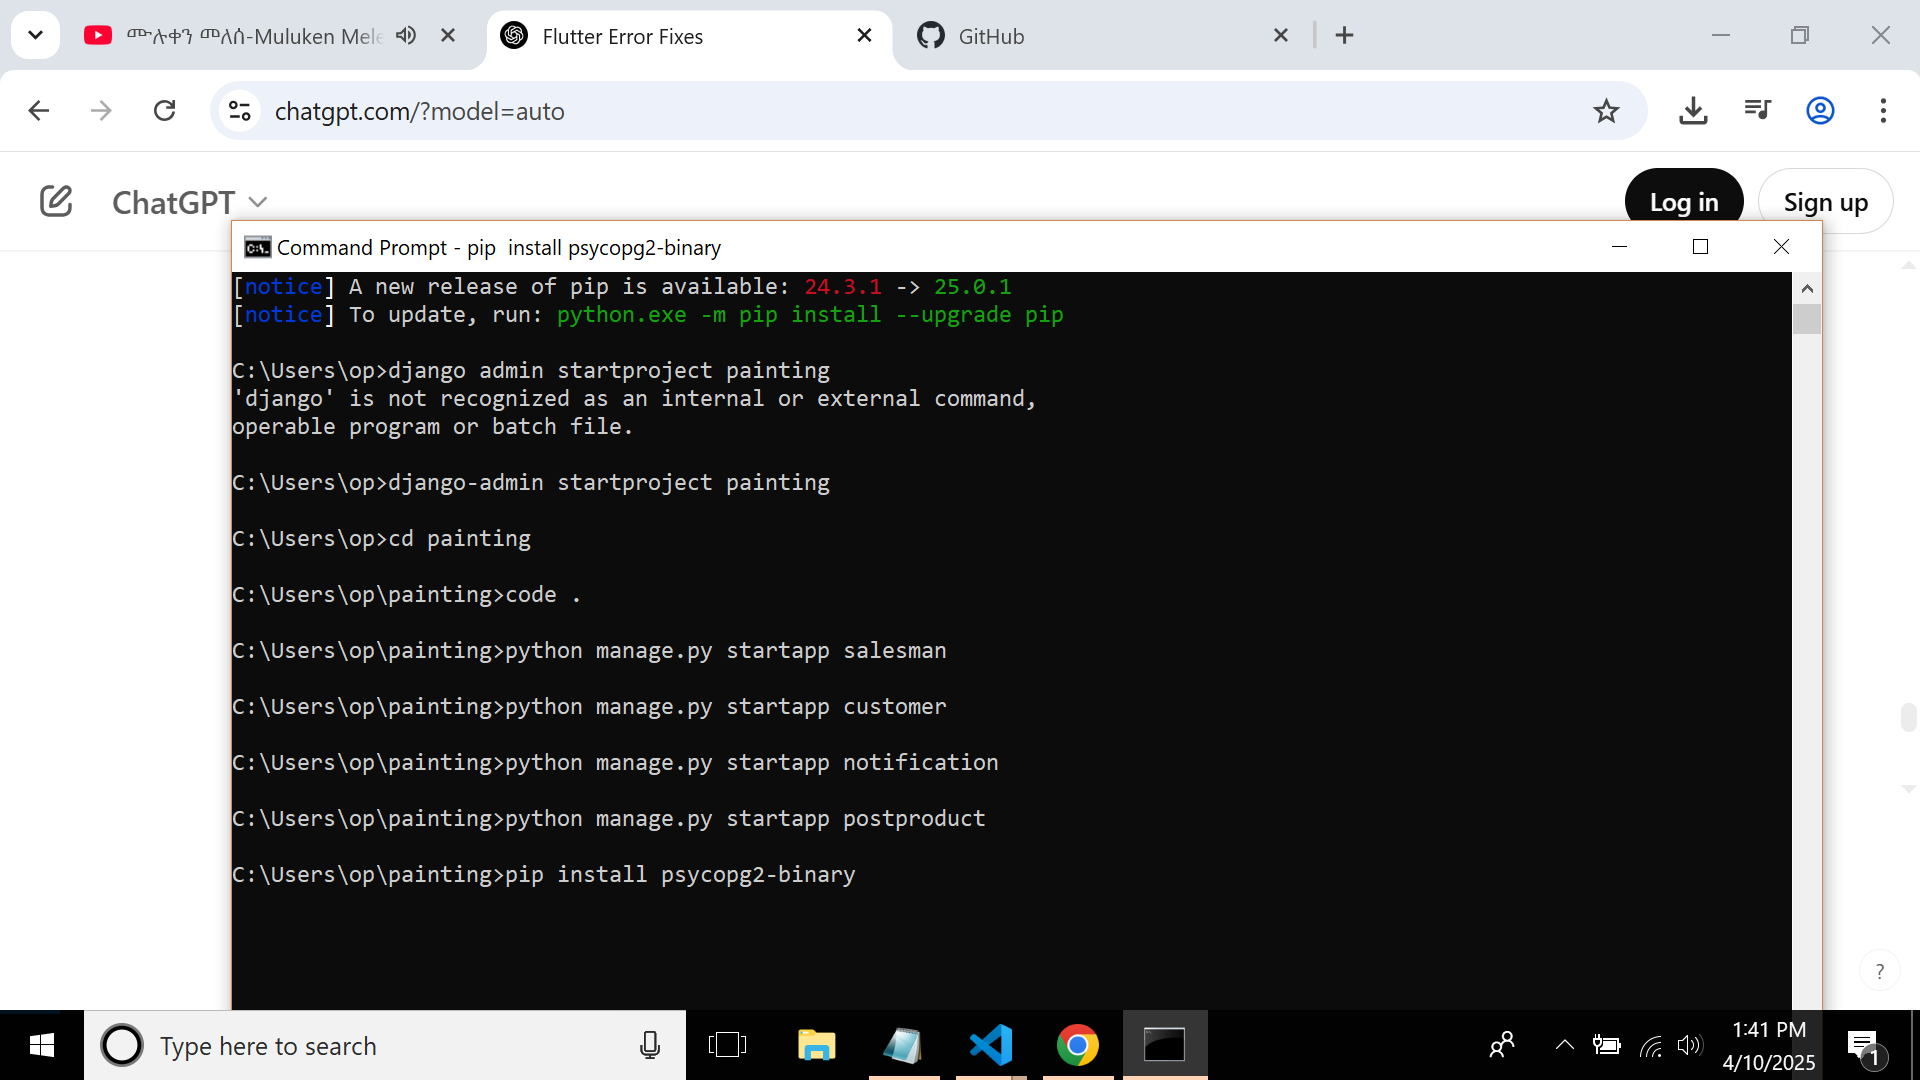 ሙሉቀን መለሰ-Muluken Mele
Flutter Error Fixes
GitHub
chatgpt.com/?model=auto
ChatGPT
Log in
Sign up
Command Prompt - pip  install psycopg2-binary
[notice] A new release of pip is available: 24.3.1 -> 25.0.1
[notice] To update, run: python.exe -m pip install --upgrade pip
C:\Users\op>django admin startproject painting
'django' is not recognized as an internal or external command,
operable program or batch file.
C:\Users\op>django-admin startproject painting
C:\Users\op>cd painting
C:\Users\op\painting>code .
C:\Users\op\painting>python manage.py startapp salesman
C:\Users\op\painting>python manage.py startapp customer
C:\Users\op\painting>python manage.py startapp notification
C:\Users\op\painting>python manage.py startapp postproduct
C:\Users\op\painting>pip install psycopg2-binary
?
Type here to search
1:41 PM
4/10/2025
1